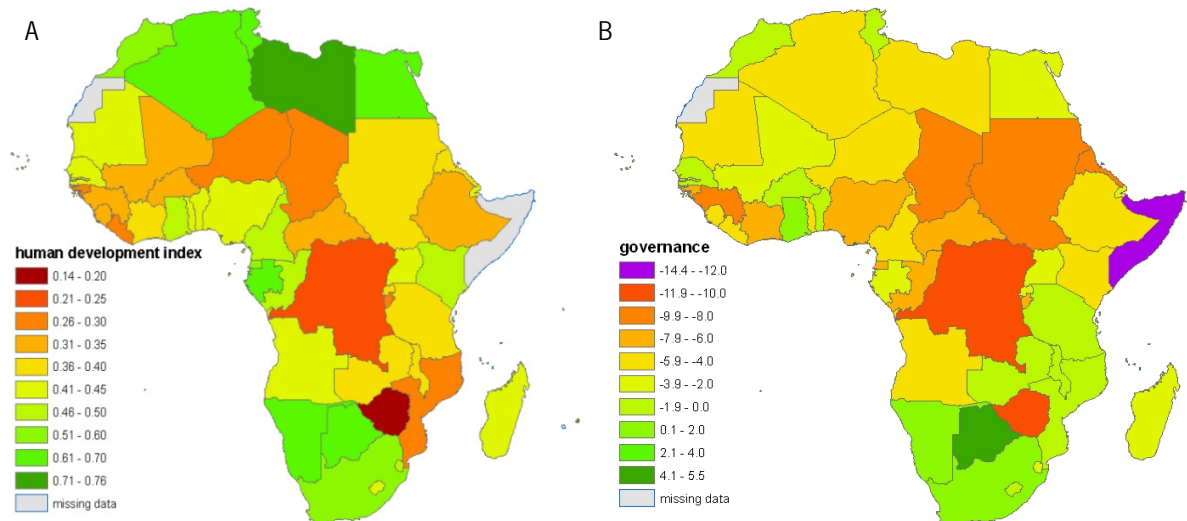 A
B
human development index
0.14 - 0.20
0.21 - 0.25
0.26 - 0.30
0.31 - 0.35
0.36 - 0.40
0.41 - 0.45
0.46 - 0.50
0.51 - 0.60
0.61 - 0.70
0.71 - 0.76
missing data
governance
-14.4 - -12.0
-11.9 - -10.0
-9.9 - -8.0
-7.9 - -6.0
-5.9 - -4.0
-3.9 - -2.0
-1.9 - 0.0
0.1 - 2.0
2.1 - 4.0
4.1 - 5.5
missing data